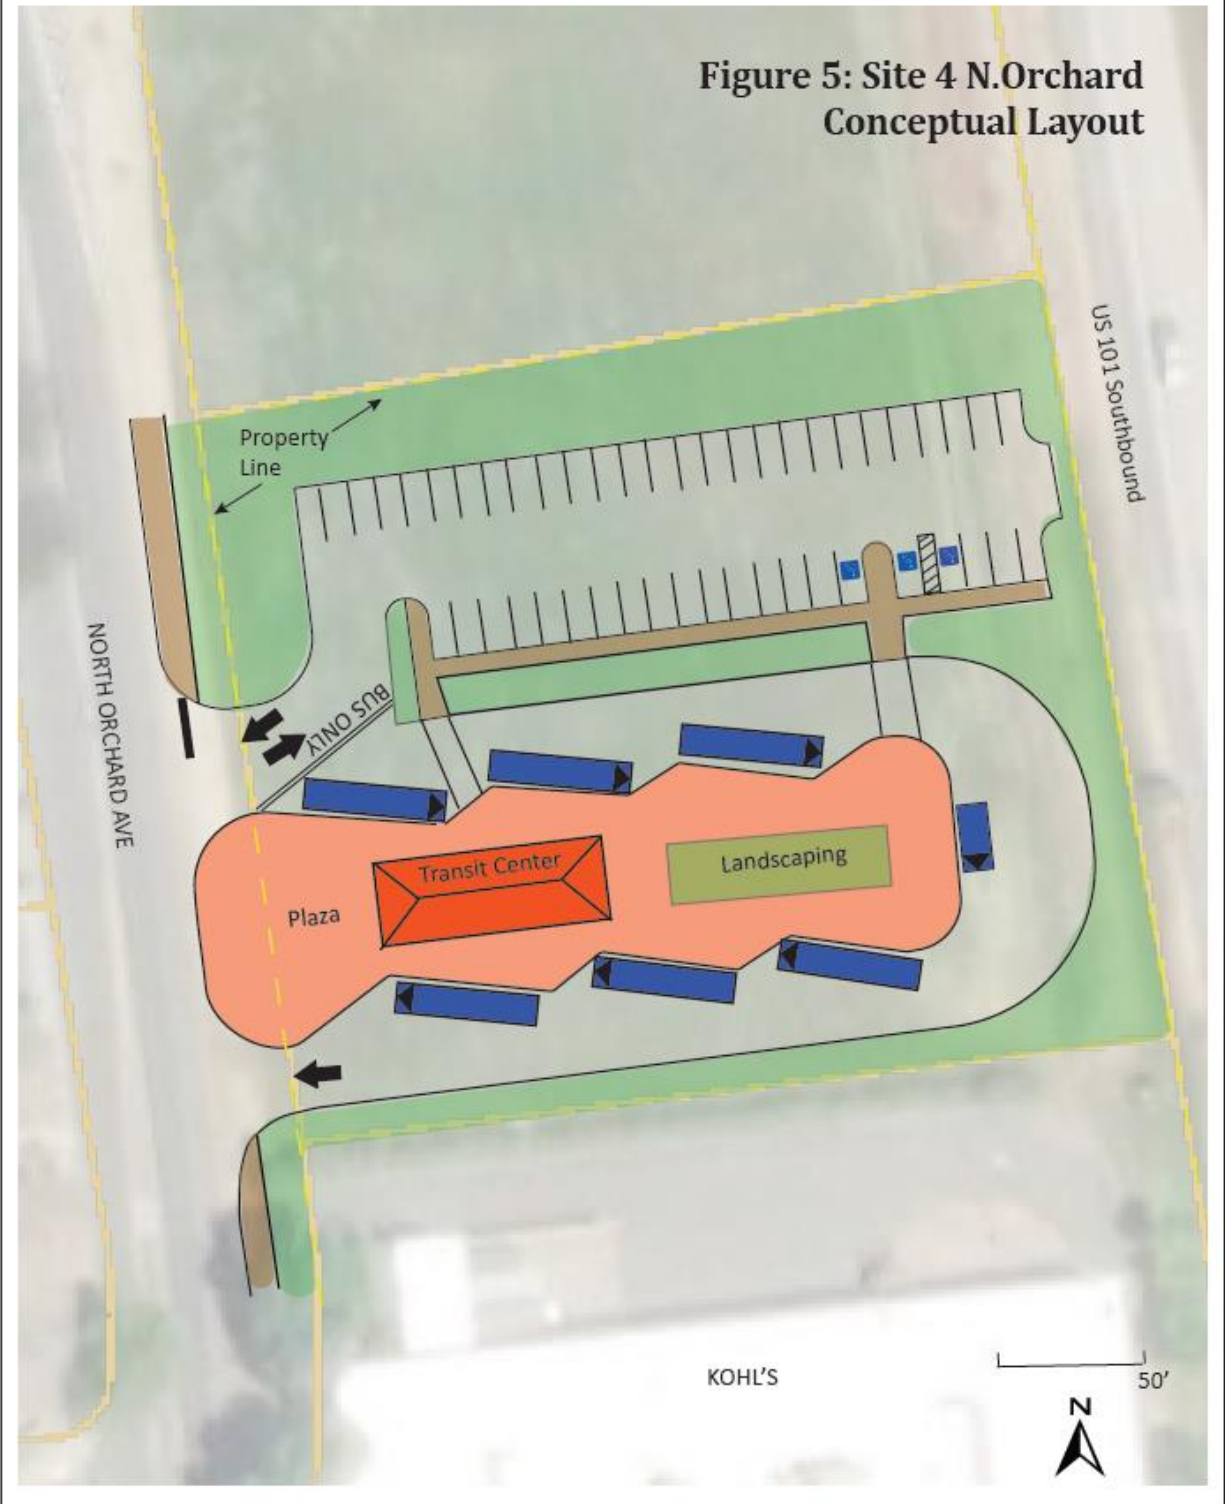 Figure 5: Site 4 N.Orchard
Conceptual Layout
US 101 Southbound
Property
Line
NORTH ORCHARD AVE
BUS ONLY
Transit Center
Landscaping
Plaza
KOHL'S
50'
N